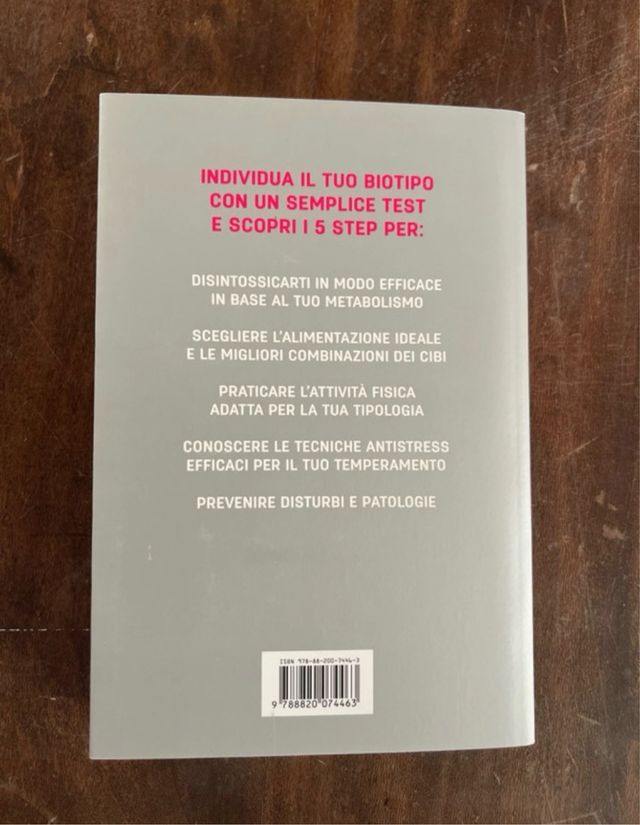 INDIVIDUA IL TUO BIOTIPO
CON UN SEMPLICE TEST
E SCOPRI I 5 STEP PER:
DISINTOSSICARTI IN MODO EFFICACE
IN BASE AL TUO METABOLISMO
SCEGLIERE L'ALIMENTAZIONE IDEALE
E LE MIGLIORI COMBINAZIONI DEI CIBI
PRATICARE L'ATTIVITÀ FISICA
ADATTA PER LA TUA TIPOLOGIA
CONOSCERE LE TECNICHE ANTISTRESS
EFFICACI PER IL TUO TEMPERAMENTO
PREVENIRE DISTURBI E PATOLOGIE
ISBN 978-88-200-7446-3
9 788820 074463